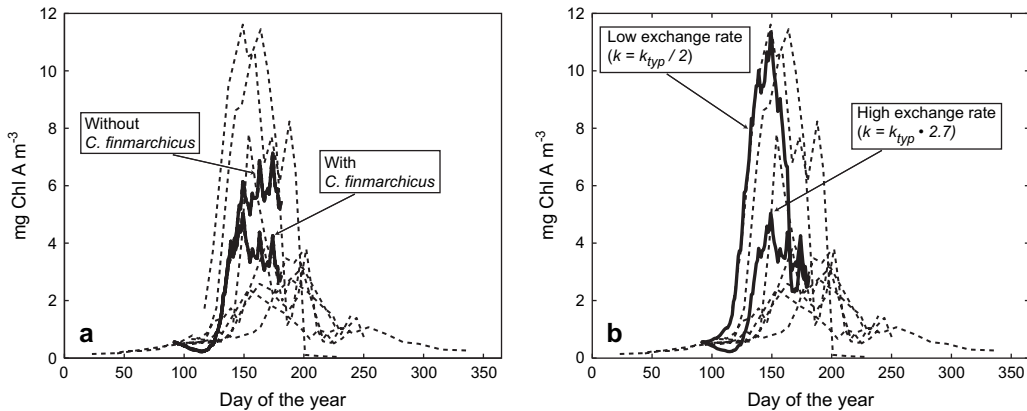 12
10
8
6
4
2
0
mg Chl A m-3
0 50 100 150 200 250 300 350
Day of the year
Without
C. finmarchicus
With
C. finmarchicus
a
12
10
8
6
4
2
0
mg Chl A m-3
0 50 100 150 200 250 300 350
Day of the year
Low exchange rate
(k = ktyp / 2)
High exchange rate
(k = ktyp • 2.7)
b